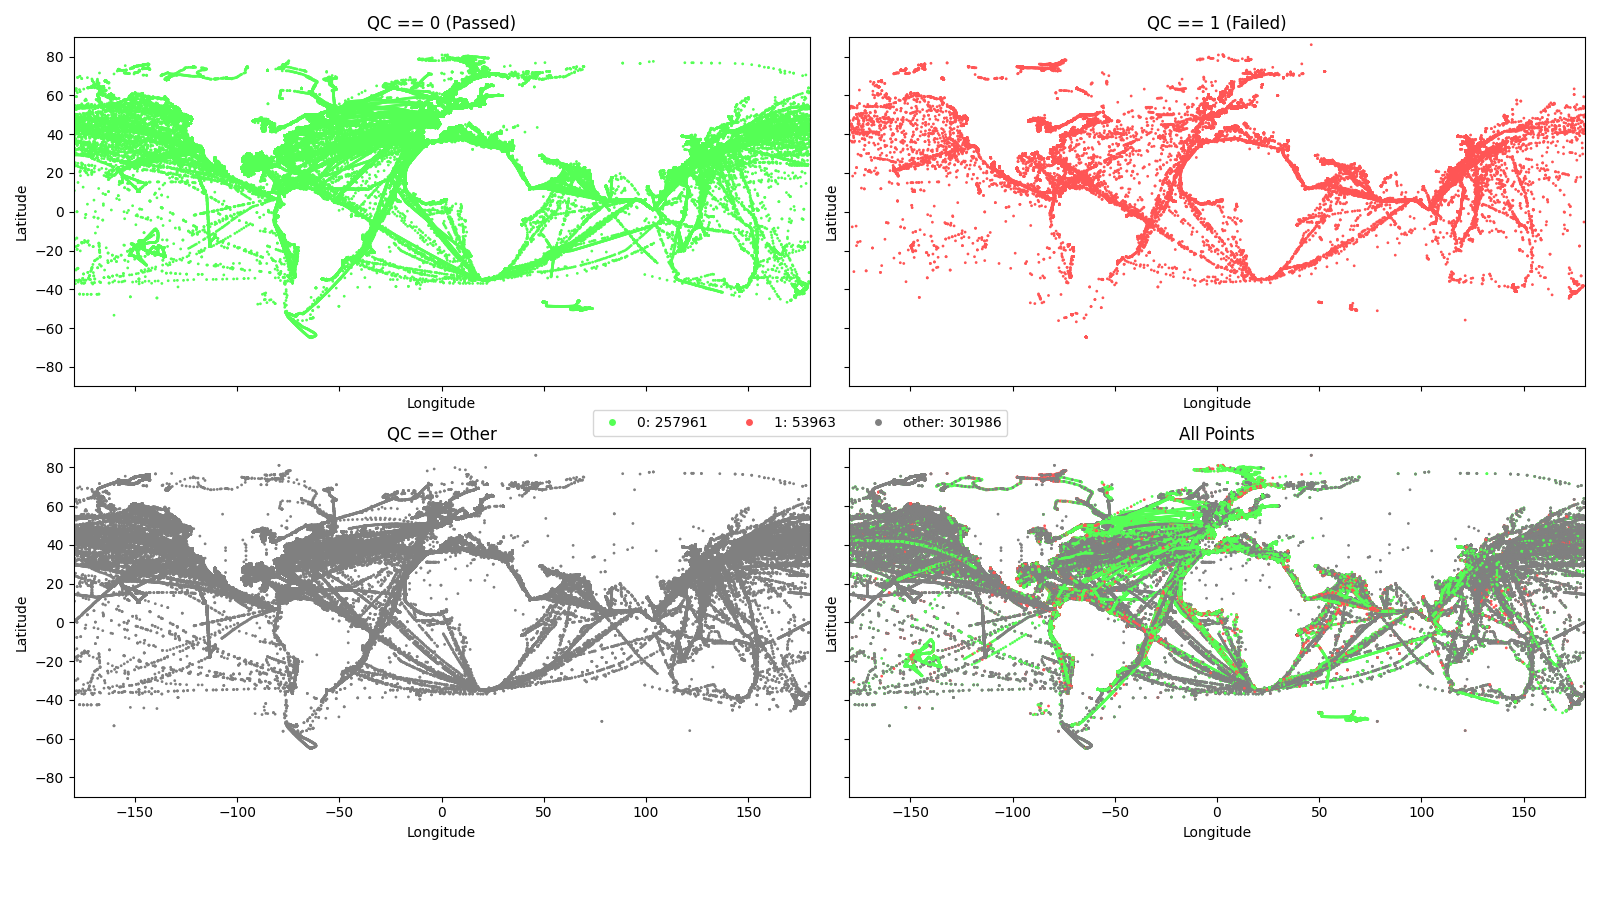 QC == 0 (Passed)
QC == 1 (Failed)
80
60
40
20
0
−20
−40
−60
−80
Latitude
Latitude
Longitude
Longitude
0: 257961 1: 53963 other: 301986
QC == Other
All Points
80
60
40
20
0
−20
−40
−60
−80
Latitude
Latitude
−150 −100 −50 0 50 100 150
−150 −100 −50 0 50 100 150
Longitude
Longitude